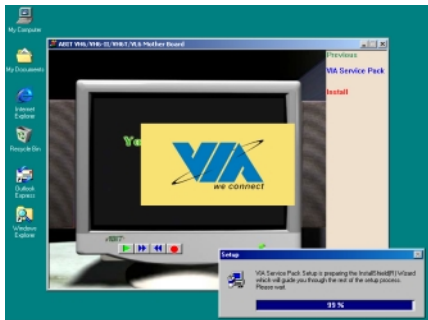 My Computer
My Documents
Internet
Explorer
Recycle Bin
Outlook
Express
Windows
Explorer
ABIT VH6/VH6-II/VH6T/VL6 Mother Board
Previous
VIA Service Pack
Install
Yo
VIA
we connect
ABIT
Setup
VIA Service Pack Setup is preparing the InstallShield(R) Wizard
which will guide you through the rest of the setup process.
Please wait.
99 %